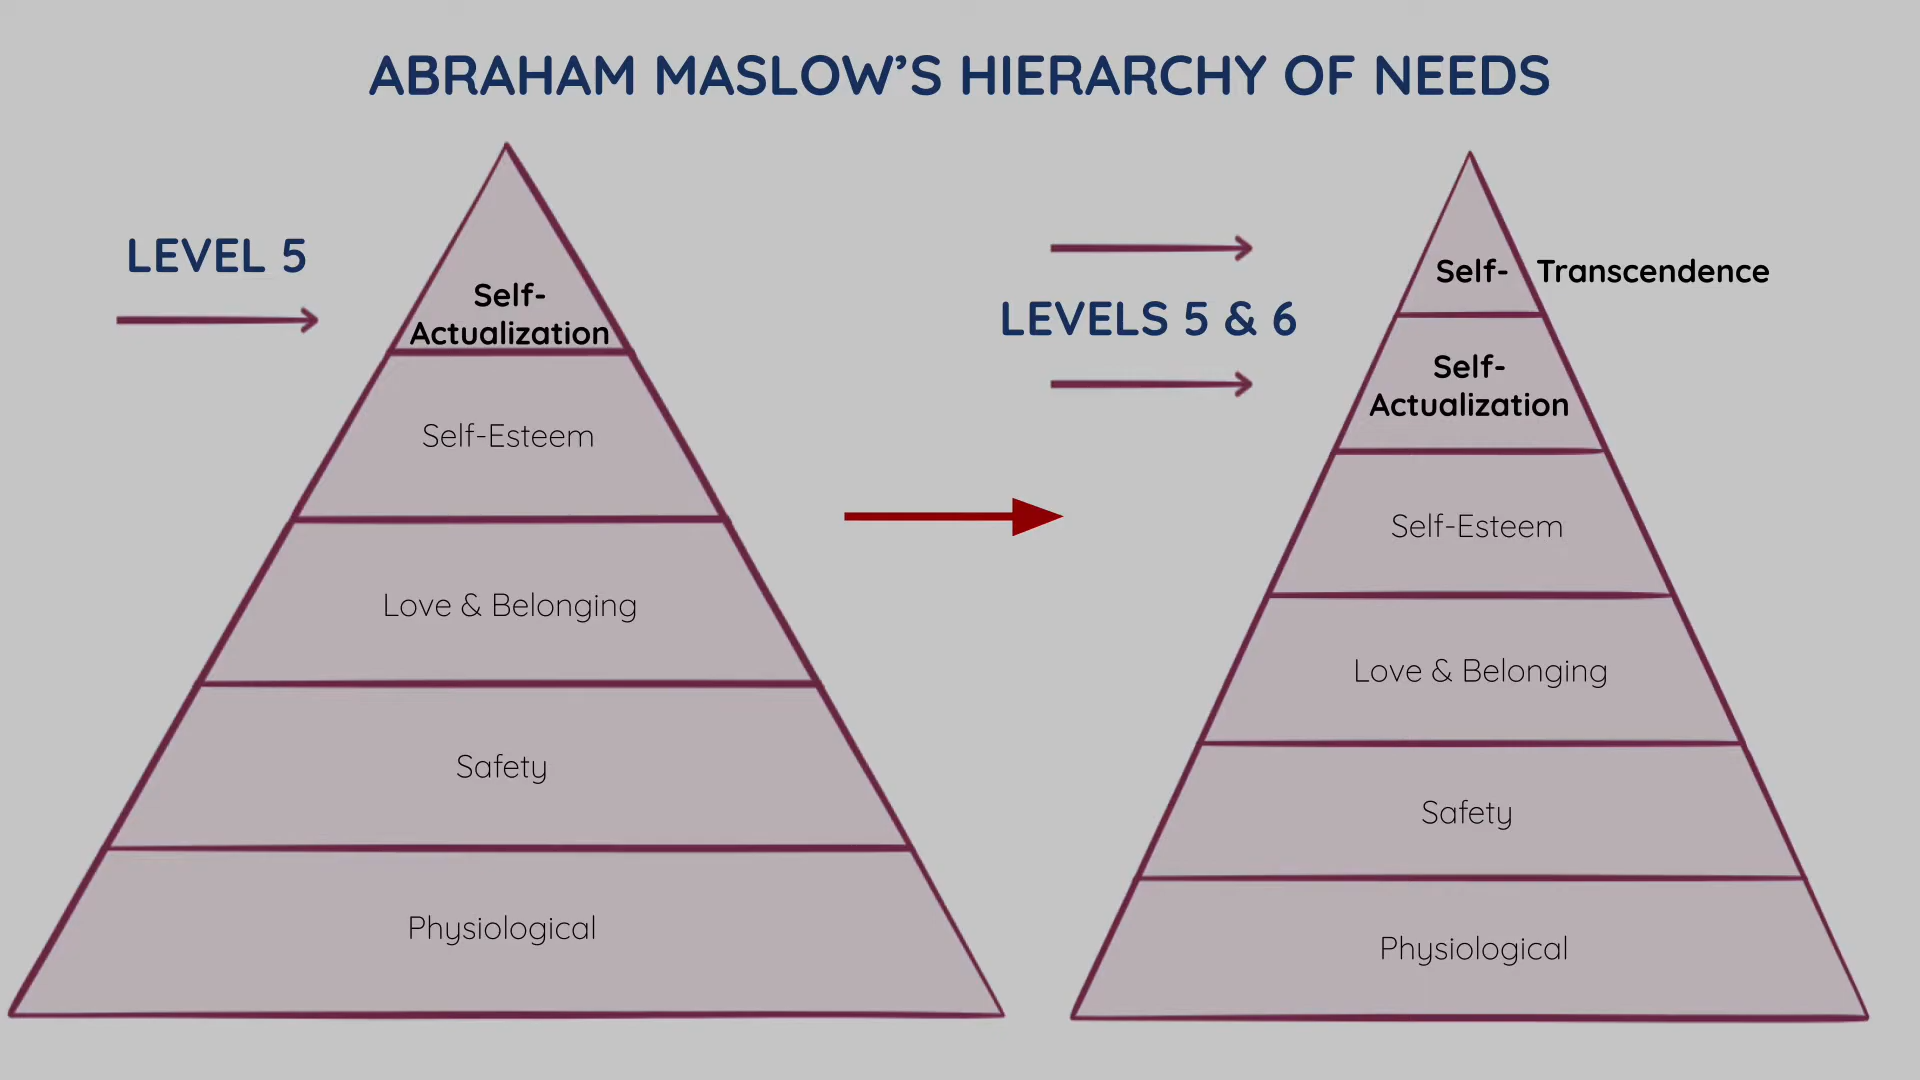 ABRAHAM MASLOW’S HIERARCHY OF NEEDS
LEVEL 5
Self-
Actualization
Self-Esteem
Love & Belonging
Safety
Physiological
LEVELS 5 & 6
Self- Transcendence
Self-
Actualization
Self-Esteem
Love & Belonging
Safety
Physiological